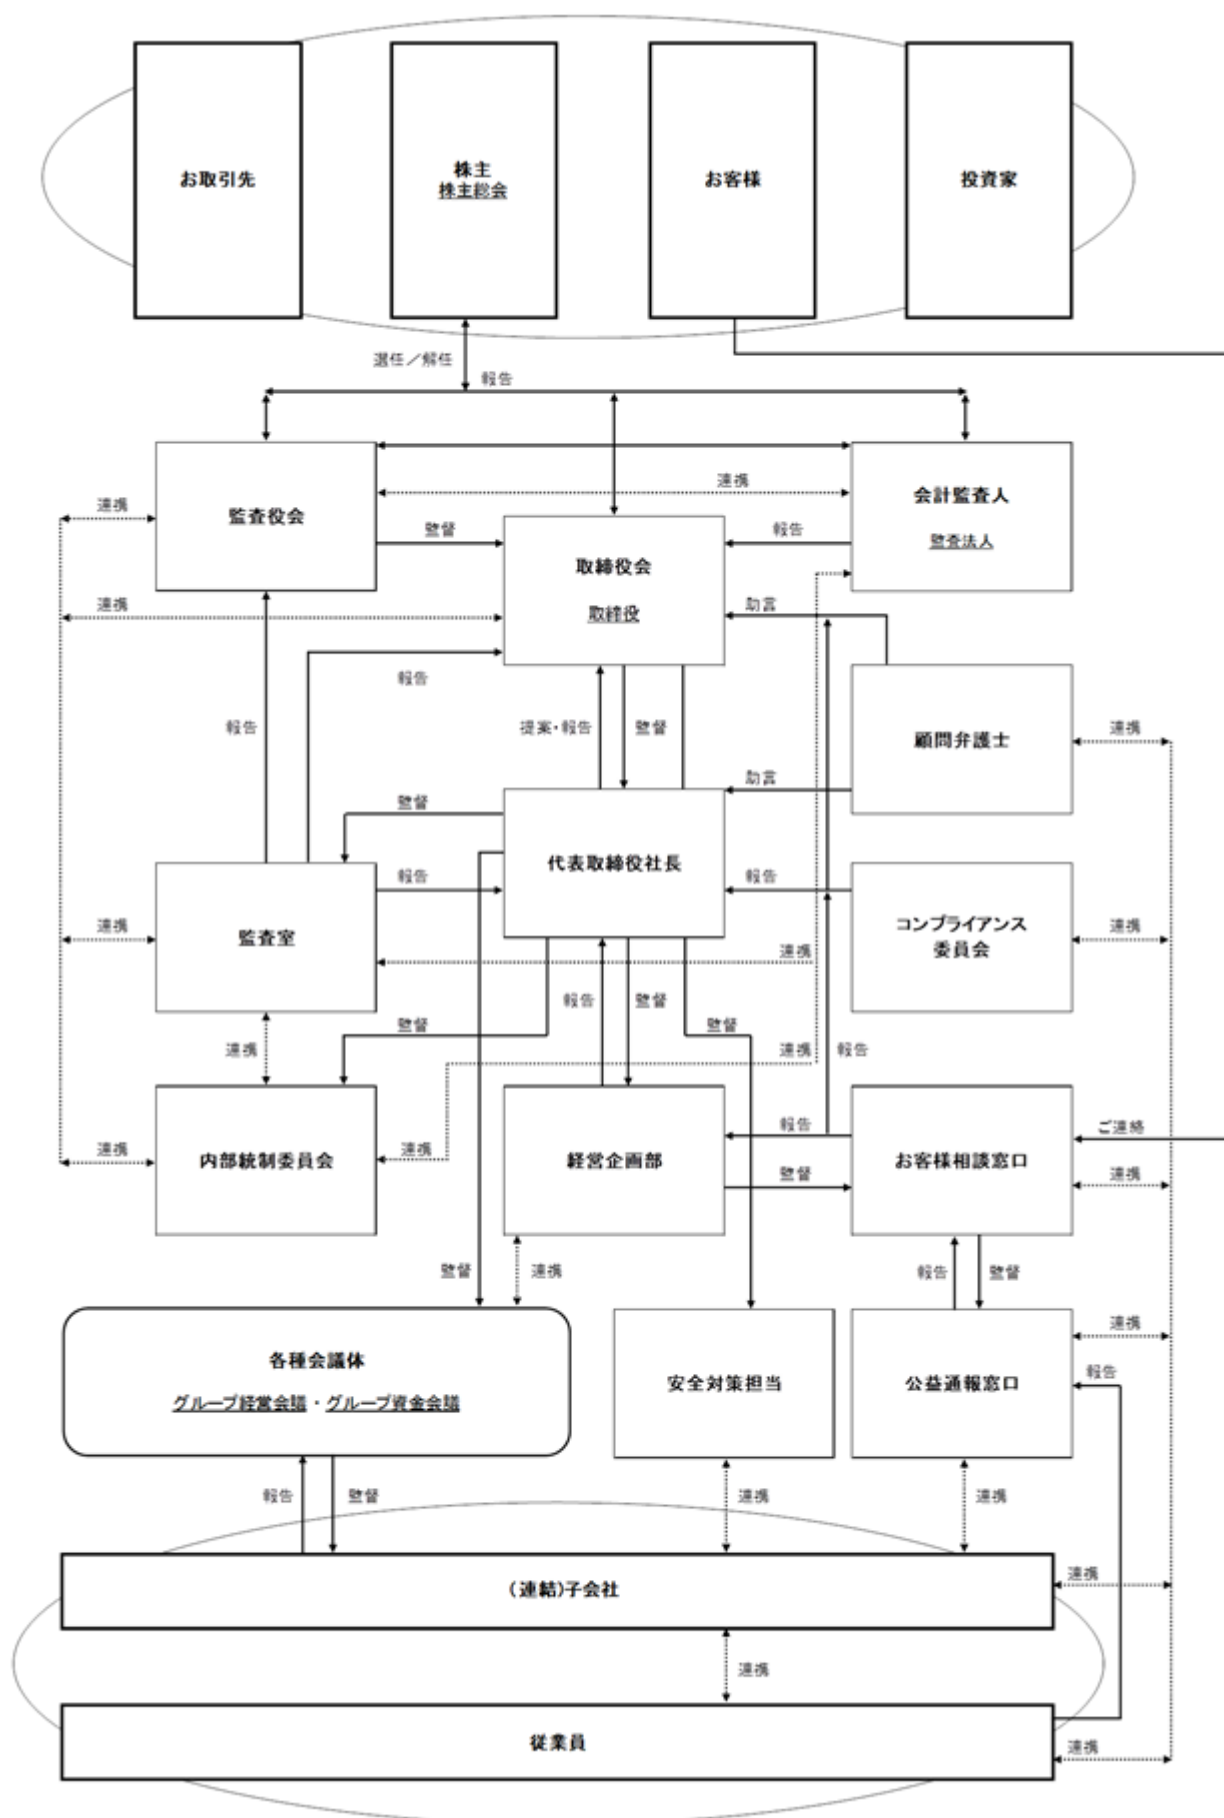 お取引先
株主
株主総会
お客様
投資家
選任／解任
報告
監査役会
連携
連携
会計監査人
監査法人
監督
報告
取締役会
取締役
連携
助言
報告
報告
提案・報告
監督
顧問弁護士
連携
監督
助言
代表取締役社長
報告
報告
監査室
連携
コンプライアンス
委員会
連携
連携
報告
監督
監督
監督
連携
連携
報告
内部統制委員会
連携
連携
経営企画部
報告
監督
お客様相談窓口
ご連絡
連携
監督
連携
報告
監督
各種会議体
グループ経営会議・グループ資金会議
安全対策担当
公益通報窓口
連携
報告
報告
監督
連携
連携
（連結）子会社
連携
連携
従業員
連携